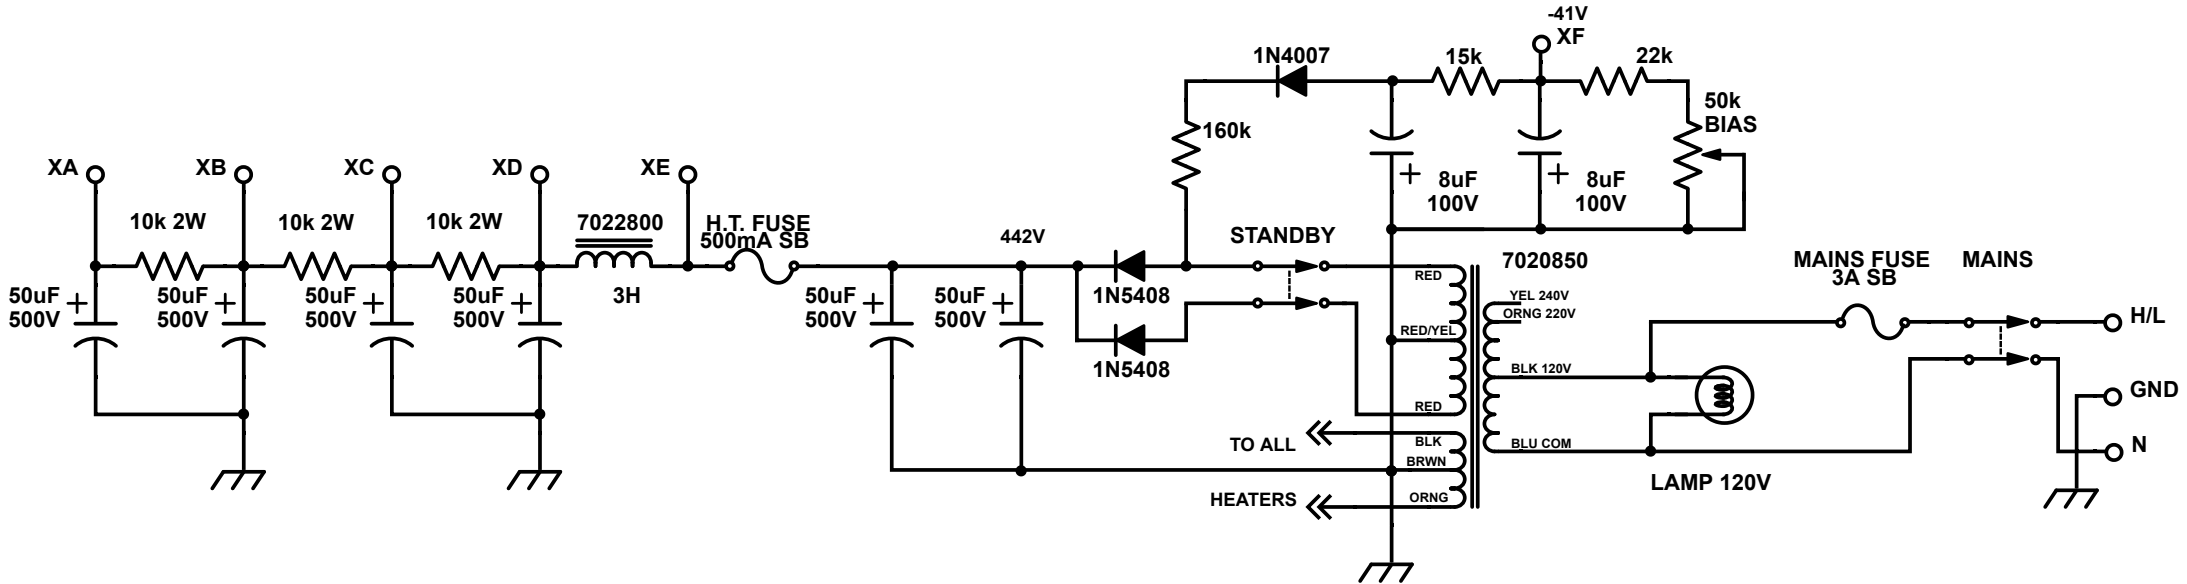 -41V
XF
1N4007
15k
22k
50k
BIAS
160k
8uF
100V
8uF
100V
XA
XB
XC
XD
XE
10k 2W
10k 2W
10k 2W
7022800
3H
H.T. FUSE
500mA SB
442V
STANDBY
1N5408
1N5408
50uF
500V
50uF
500V
50uF
500V
50uF
500V
50uF
500V
50uF
500V
7020850
RED
RED/YEL
RED
BLK
BRWN
ORNG
YEL 240V
ORNG 220V
BLK 120V
BLU COM
TO ALL
HEATERS
MAINS FUSE
3A SB
MAINS
LAMP 120V
H/L
GND
N